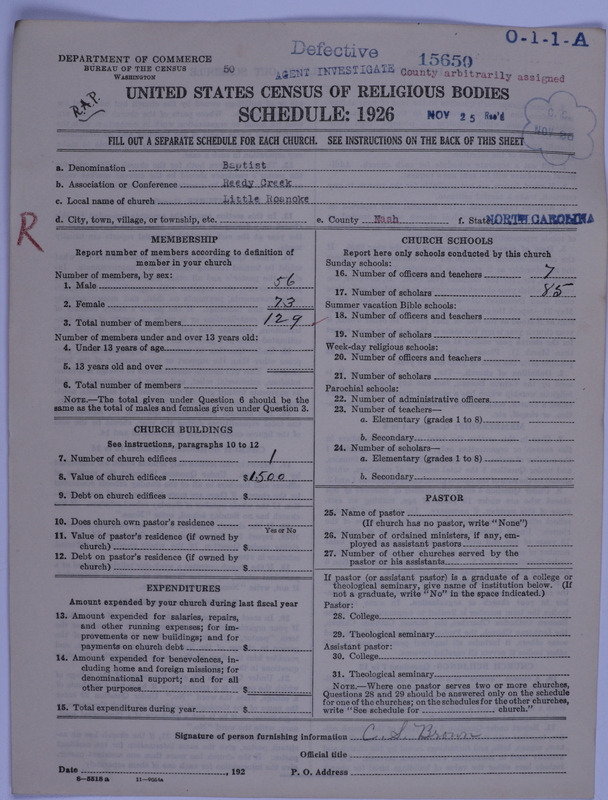 O-1-1-A
DEPARTMENT OF COMMERCE
BUREAU OF THE CENSUS
WASHINGTON
50
Defective
AGENT INVESTIGATE
15659
County arbitrarily assigned
R.A.P.
UNITED STATES CENSUS OF RELIGIOUS BODIES
SCHEDULE: 1926
NOV 25 Rec'd
FILL OUT A SEPARATE SCHEDULE FOR EACH CHURCH. SEE INSTRUCTIONS ON THE BACK OF THIS SHEET
a. Denomination Baptist
b. Association or Conference Reedy Creek
c. Local name of church Little Roanoke
d. City, town, village, or township, etc. e. County Nash f. State NORTH CAROLINA
R
MEMBERSHIP
Report number of members according to definition of
member in your church
Number of members, by sex:
1. Male 56
2. Female 73
3. Total number of members 129
Number of members under and over 13 years old:
4. Under 13 years of age
5. 13 years old and over
6. Total number of members
NOTE.—The total given under Question 6 should be the
same as the total of males and females given under Question 3.
CHURCH BUILDINGS
See instructions, paragraphs 10 to 12
7. Number of church edifices 1
8. Value of church edifices $1500
9. Debt on church edifices $
10. Does church own pastor's residence
Yes or No
11. Value of pastor's residence (if owned by
church) $
12. Debt on pastor's residence (if owned by
church) $
EXPENDITURES
Amount expended by your church during last fiscal year
13. Amount expended for salaries, repairs,
and other running expenses; for im-
provements or new buildings; and for
payments on church debt $
14. Amount expended for benevolences, in-
cluding home and foreign missions; for
denominational support; and for all
other purposes $
15. Total expenditures during year $
CHURCH SCHOOLS
Report here only schools conducted by this church
Sunday schools:
16. Number of officers and teachers 7
17. Number of scholars 85
Summer vacation Bible schools:
18. Number of officers and teachers
19. Number of scholars
Week-day religious schools:
20. Number of officers and teachers
21. Number of scholars
Parochial schools:
22. Number of administrative officers
23. Number of teachers—
a. Elementary (grades 1 to 8)
b. Secondary
24. Number of scholars—
a. Elementary (grades 1 to 8)
b. Secondary
PASTOR
25. Name of pastor
(If church has no pastor, write "None")
26. Number of ordained ministers, if any, em-
ployed as assistant pastors
27. Number of other churches served by the
pastor or his assistants
If pastor (or assistant pastor) is a graduate of a college or
theological seminary, give name of institution below. (If
not a graduate, write "No" in the space indicated.)
Pastor:
28. College
29. Theological seminary
Assistant pastor:
30. College
31. Theological seminary
NOTE.—Where one pastor serves two or more churches,
Questions 28 and 29 should be answered only on the schedule
for one of the churches; on the schedules for the other churches,
write "See schedule for church."
Signature of person furnishing information C. S. Brown
Official title
Date , 192 P. O. Address
8-5518 a 11-9024a